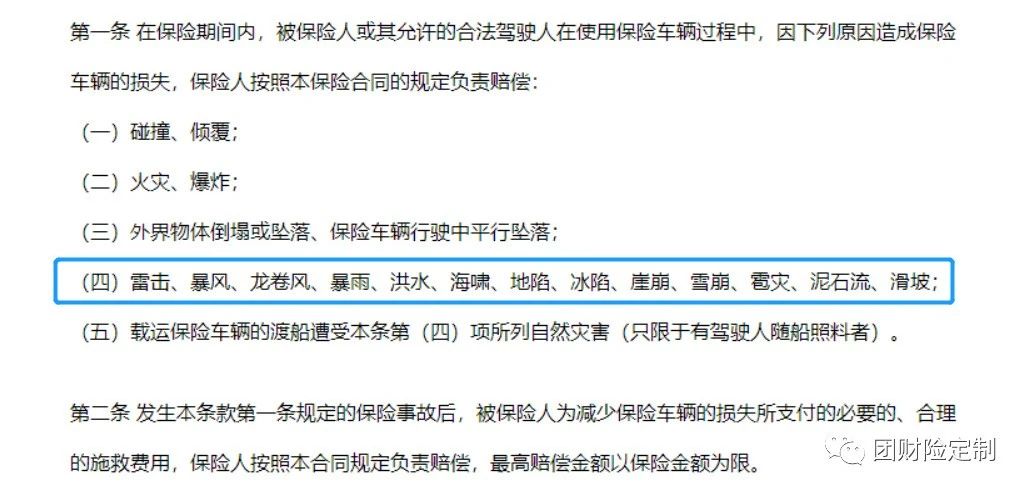 第一条 在保险期间内，被保险人或其允许的合法驾驶人在使用保险车辆过程中，因下列原因造成保险
车辆的损失，保险人按照本保险合同的规定负责赔偿：
（一）碰撞、倾覆；
（二）火灾、爆炸；
（三）外界物体倒塌或坠落、保险车辆行驶中平行坠落；
（四）雷击、暴风、龙卷风、暴雨、洪水、海啸、地陷、冰陷、崖崩、雪崩、雹灾、泥石流、滑坡；
（五）载运保险车辆的渡船遭受本条第（四）项所列自然灾害（只限于有驾驶人随船照料者）。
第二条 发生本条款第一条规定的保险事故后，被保险人为减少保险车辆的损失所支付的必要的、合理
的施救费用，保险人按照本合同规定负责赔偿，最高赔偿金额以保险金额为限。
团财险定制